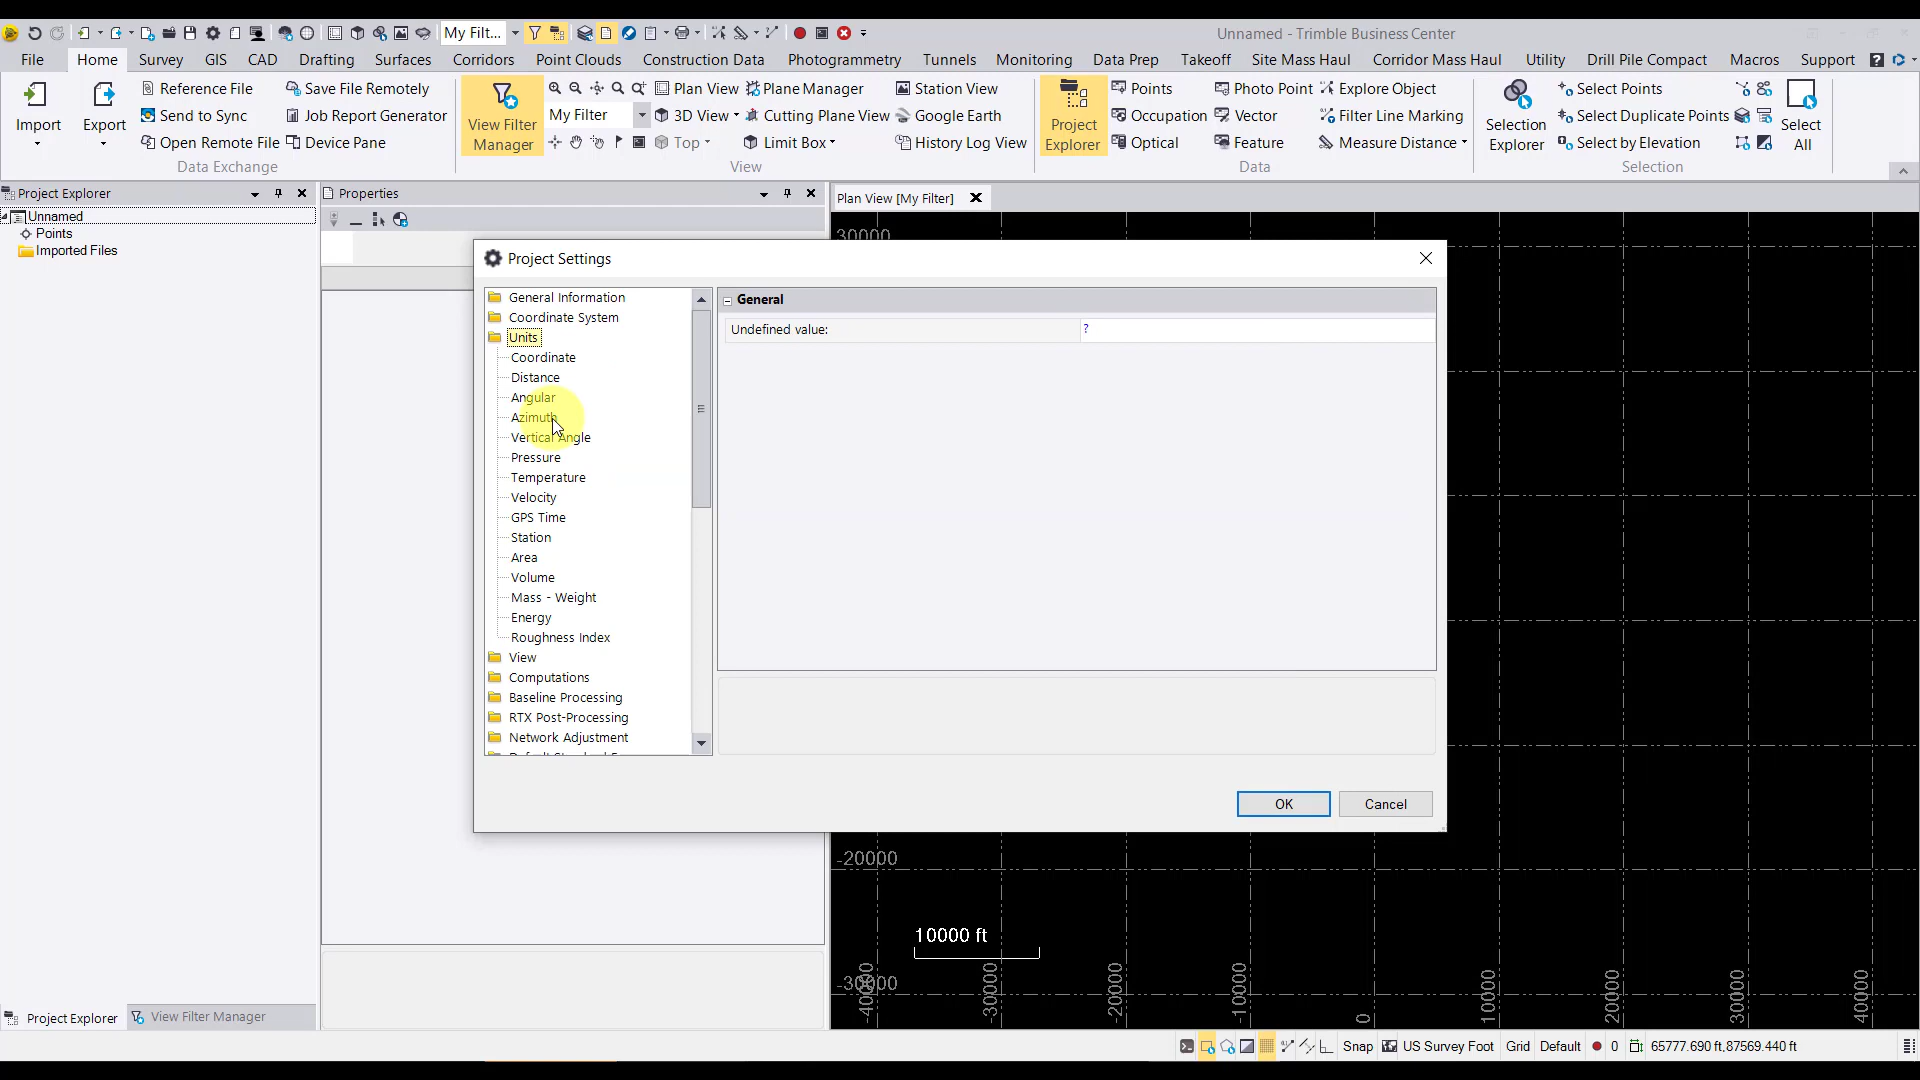 My Filt...
Unnamed - Trimble Business Center
File Home Survey GIS CAD Drafting Surfaces Corridors Point Clouds Construction Data Photogrammetry Tunnels Monitoring Data Prep Takeoff Site Mass Haul Corridor Mass Haul Utility Drill Pile Compact Macros Support
Import
Export
Reference File
Send to Sync
Open Remote File
Save File Remotely
Job Report Generator
Device Pane
Data Exchange
View Filter
Manager
My Filter
Plan View
3D View
Top
Plane Manager
Cutting Plane View
Limit Box
Station View
Google Earth
History Log View
View
Project
Explorer
Points
Occupation
Optical
Photo Point
Vector
Feature
Explore Object
Filter Line Marking
Measure Distance
Data
Selection
Explorer
Select Points
Select Duplicate Points
Select by Elevation
Select
All
Selection
Project Explorer
Unnamed
Points
Imported Files
Properties
Plan View [My Filter]
30000
Project Settings
General Information
Coordinate System
Units
Coordinate
Distance
Angular
Azimuth
Vertical Angle
Pressure
Temperature
Velocity
GPS Time
Station
Area
Volume
Mass - Weight
Energy
Roughness Index
View
Computations
Baseline Processing
RTX Post-Processing
Network Adjustment
General
Undefined value: ?
OK
Cancel
-20000
10000 ft
-30000
-40000
-30000
-20000
-10000
0
10000
20000
30000
40000
Project Explorer
View Filter Manager
Snap US Survey Foot Grid Default 0 65777.690 ft,87569.440 ft